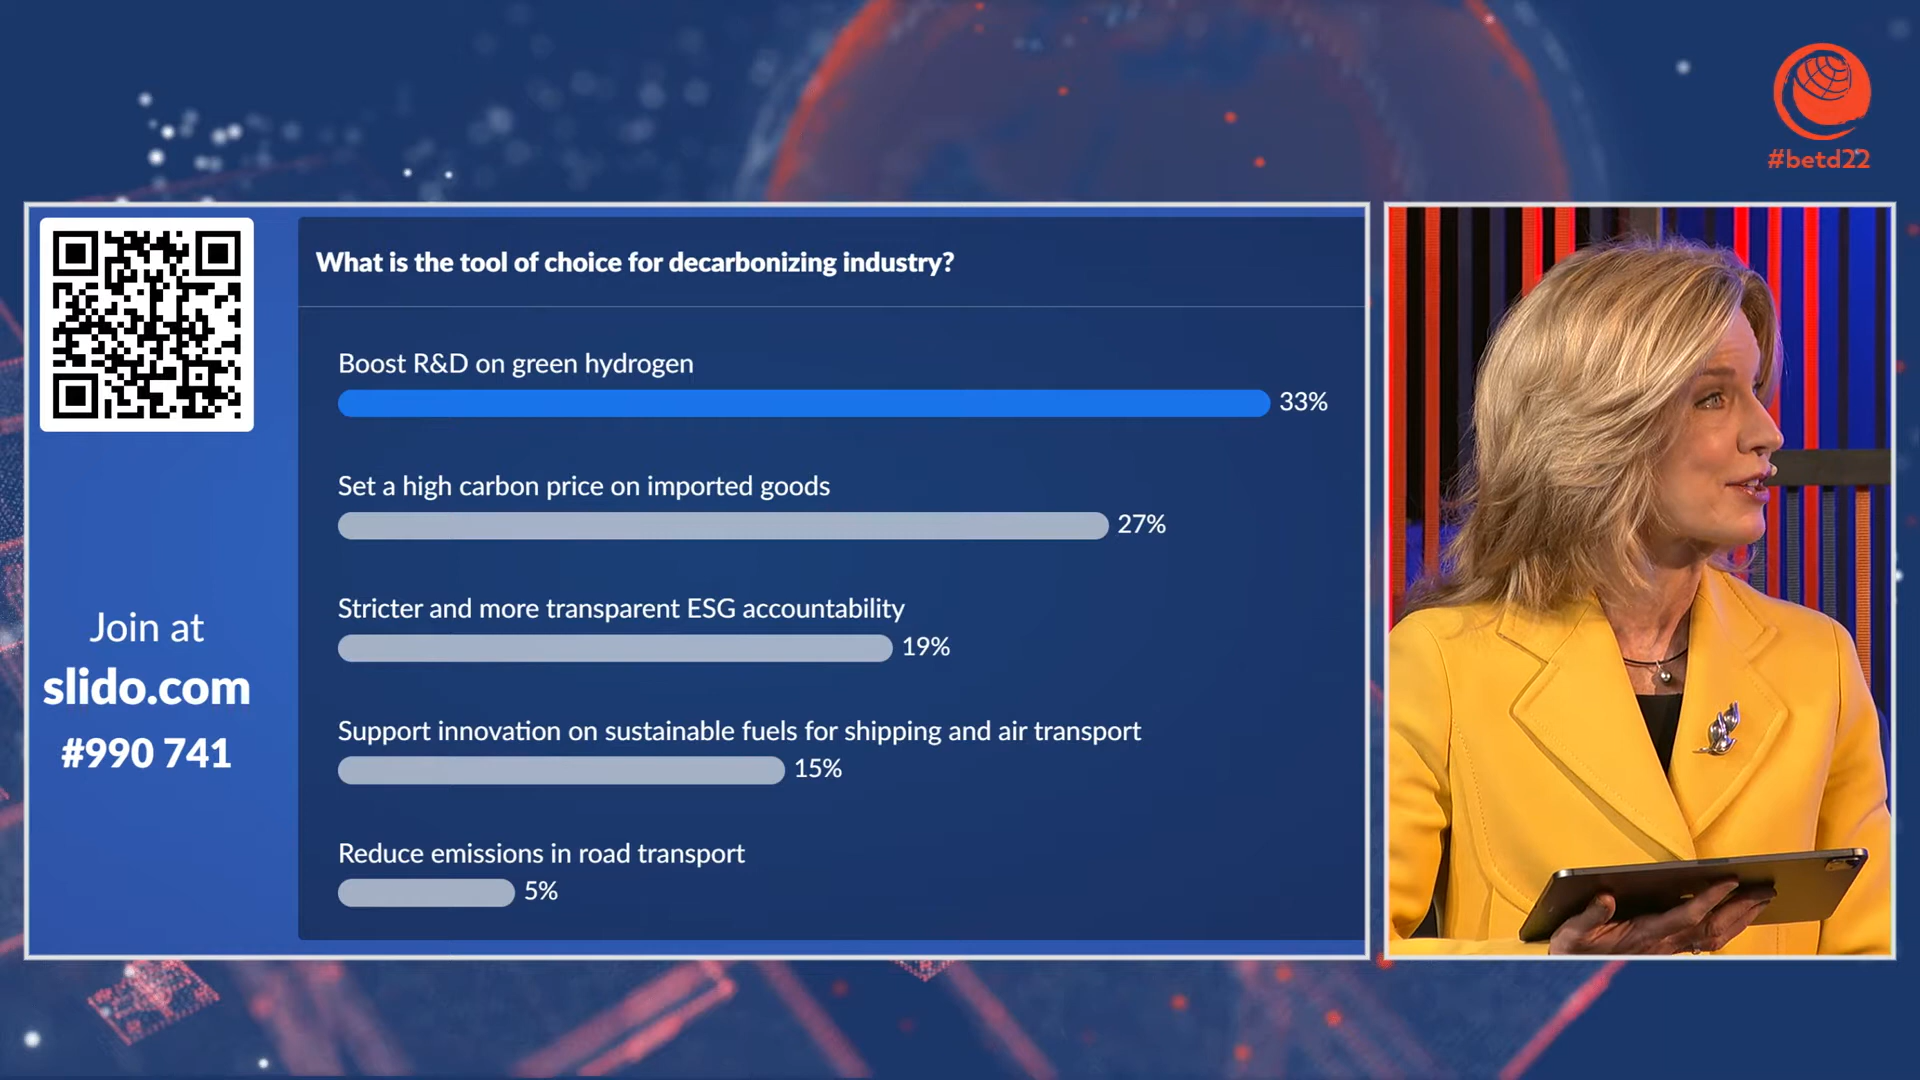 #betd22
What is the tool of choice for decarbonizing industry?
Boost R&D on green hydrogen
33%
Set a high carbon price on imported goods
27%
Stricter and more transparent ESG accountability
19%
Support innovation on sustainable fuels for shipping and air transport
15%
Reduce emissions in road transport
5%
Join at
slido.com
#990 741